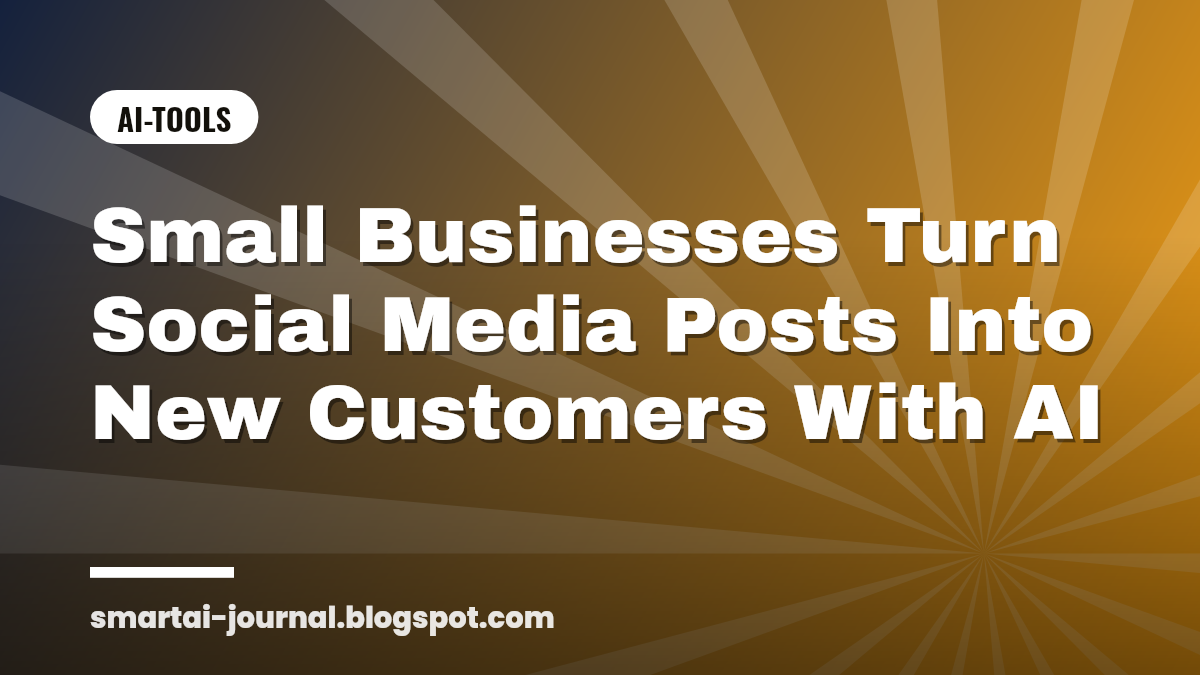 AI-TOOLS
Small Businesses Turn
Social Media Posts Into
New Customers With AI
smartai-journal.blogspot.com